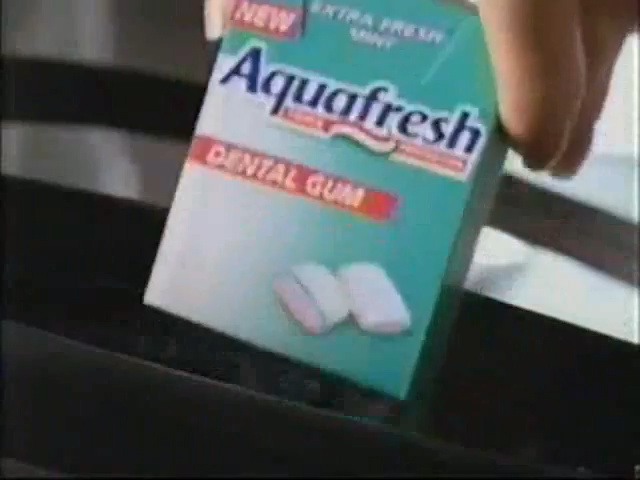 NEW
EXTRA FRESH
MINT
Aquafresh
DENTAL GUM